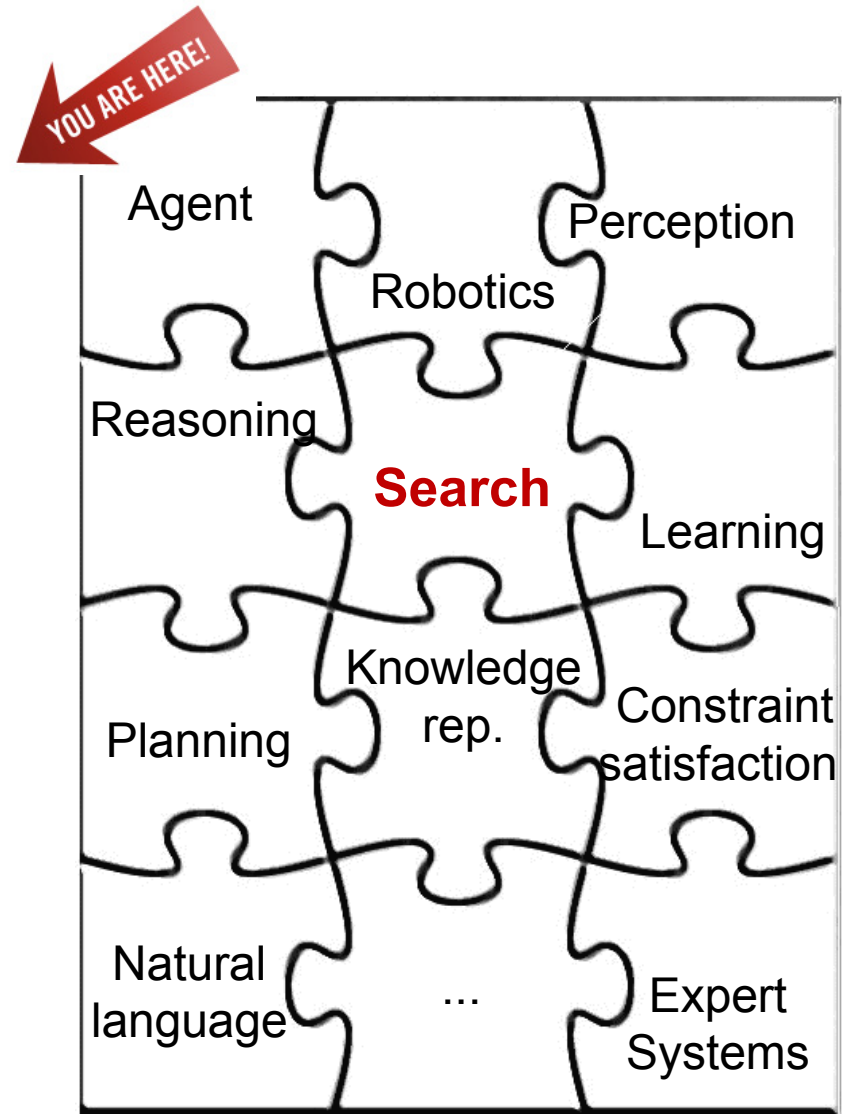 YOU ARE HERE!
Agent
Perception
Robotics
Reasoning
Search
Learning
Knowledge
rep.
Constraint
satisfaction
Planning
Natural
language
...
Expert
Systems